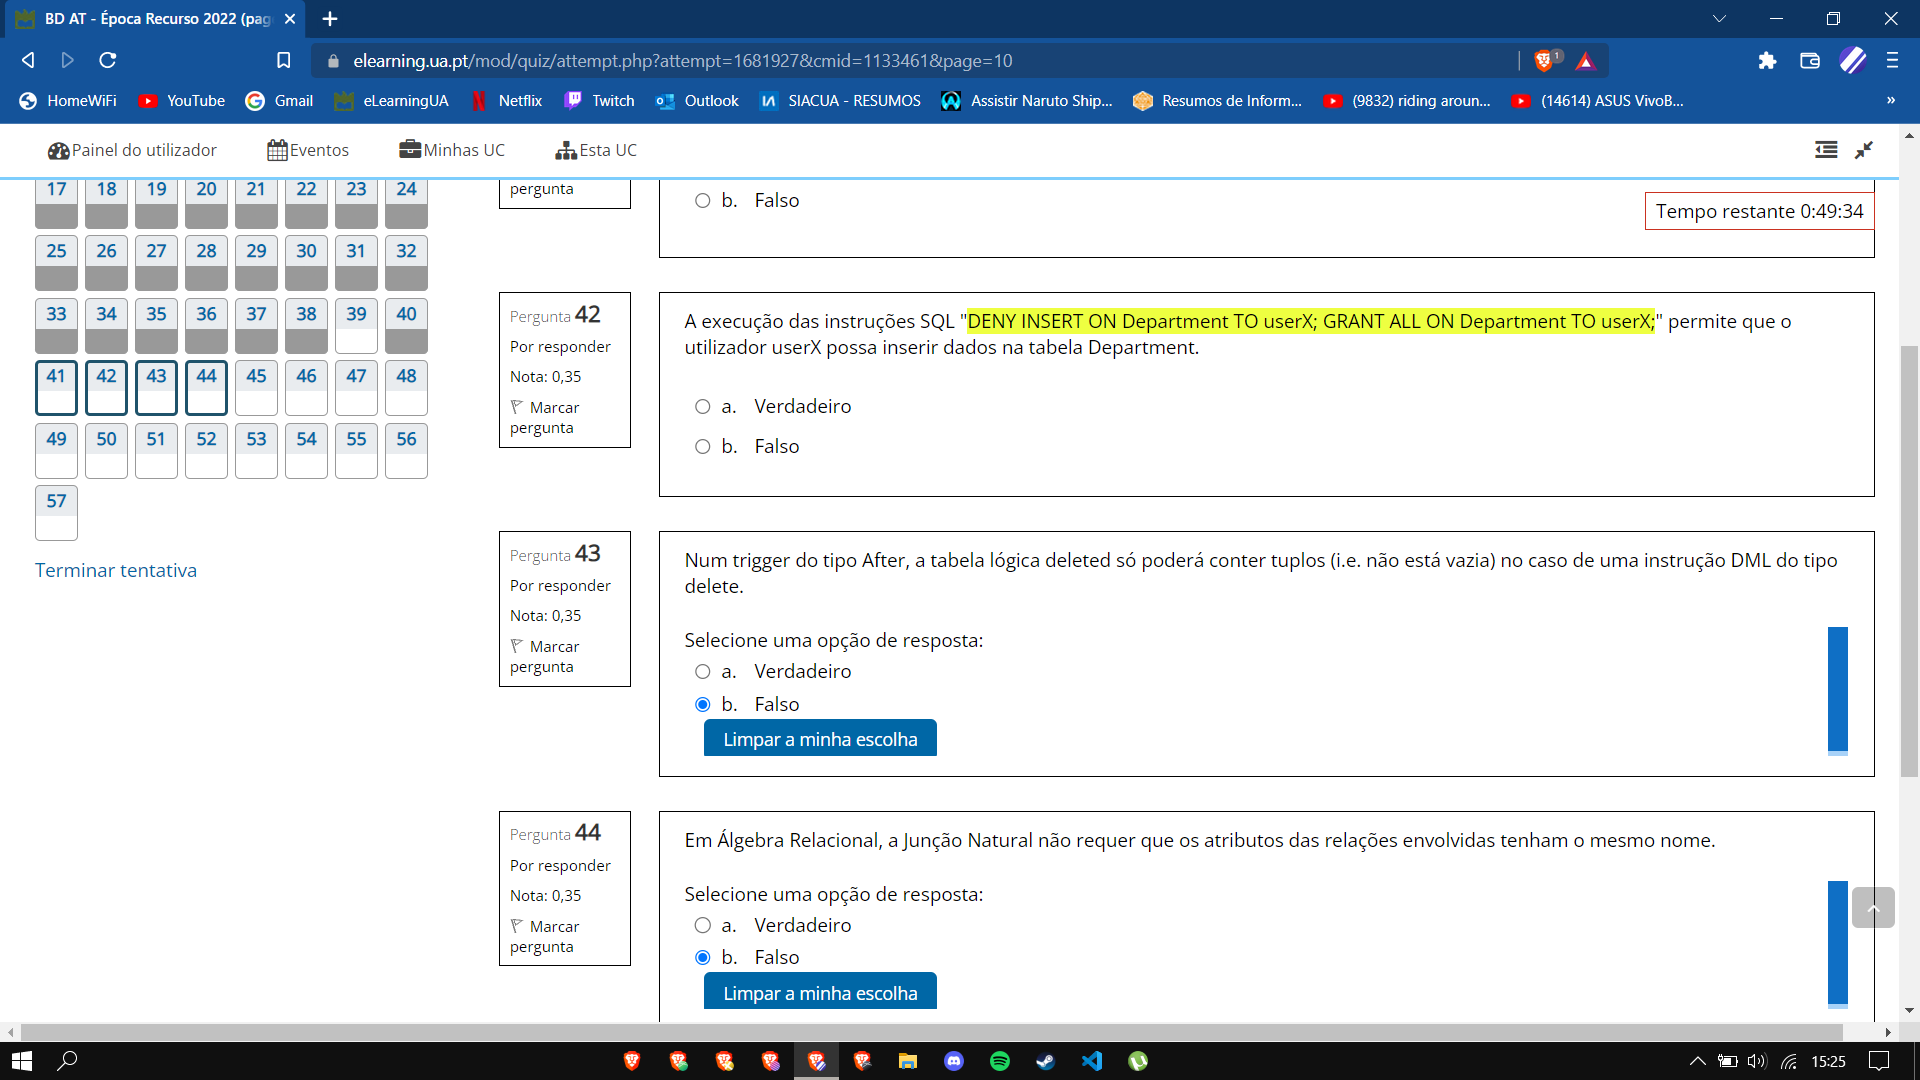 BD AT - Época Recurso 2022 (pag
elearning.ua.pt/mod/quiz/attempt.php?attempt=1681927&cmid=1133461&page=10
1
HomeWiFi
YouTube
Gmail
eLearningUA
Netflix
Twitch
Outlook
SIACUA - RESUMOS
Assistir Naruto Ship...
Resumos de Inform...
(9832) riding aroun...
(14614) ASUS VivoB...
»
Painel do utilizador
Eventos
Minhas UC
Esta UC
17 18 19 20 21 22 23 24
25 26 27 28 29 30 31 32
33 34 35 36 37 38 39 40
41 42 43 44 45 46 47 48
49 50 51 52 53 54 55 56
57
Terminar tentativa
pergunta
b. Falso
Tempo restante 0:49:34
Pergunta 42
Por responder
Nota: 0,35
Marcar
pergunta
A execução das instruções SQL "DENY INSERT ON Department TO userX; GRANT ALL ON Department TO userX;" permite que o
utilizador userX possa inserir dados na tabela Department.
a. Verdadeiro
b. Falso
Pergunta 43
Por responder
Nota: 0,35
Marcar
pergunta
Num trigger do tipo After, a tabela lógica deleted só poderá conter tuplos (i.e. não está vazia) no caso de uma instrução DML do tipo
delete.
Selecione uma opção de resposta:
a. Verdadeiro
b. Falso
Limpar a minha escolha
Pergunta 44
Por responder
Nota: 0,35
Marcar
pergunta
Em Álgebra Relacional, a Junção Natural não requer que os atributos das relações envolvidas tenham o mesmo nome.
Selecione uma opção de resposta:
a. Verdadeiro
b. Falso
Limpar a minha escolha
15:25